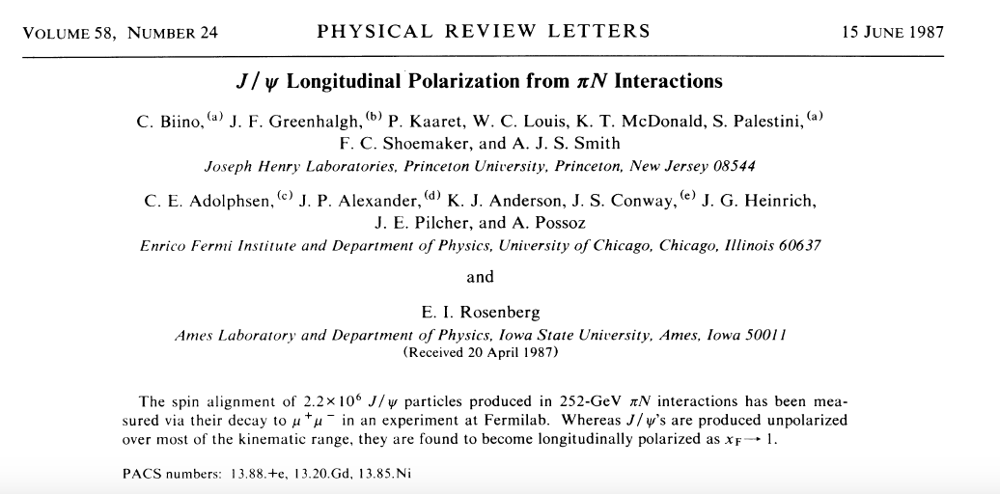 VOLUME 58, NUMBER 24 PHYSICAL REVIEW LETTERS 15 JUNE 1987
J/ψ Longitudinal Polarization from πN Interactions
C. Biino,(a) J. F. Greenhalgh,(b) P. Kaaret, W. C. Louis, K. T. McDonald, S. Palestini,(a)
F. C. Shoemaker, and A. J. S. Smith
Joseph Henry Laboratories, Princeton University, Princeton, New Jersey 08544
C. E. Adolphsen,(c) J. P. Alexander,(d) K. J. Anderson, J. S. Conway,(e) J. G. Heinrich,
J. E. Pilcher, and A. Possoz
Enrico Fermi Institute and Department of Physics, University of Chicago, Chicago, Illinois 60637
and
E. I. Rosenberg
Ames Laboratory and Department of Physics, Iowa State University, Ames, Iowa 50011
(Received 20 April 1987)
The spin alignment of 2.2×10⁶ J/ψ particles produced in 252-GeV πN interactions has been mea-
sured via their decay to μ⁺μ⁻ in an experiment at Fermilab. Whereas J/ψ's are produced unpolarized
over most of the kinematic range, they are found to become longitudinally polarized as xF→ 1.
PACS numbers: 13.88.+e, 13.20.Gd, 13.85.Ni